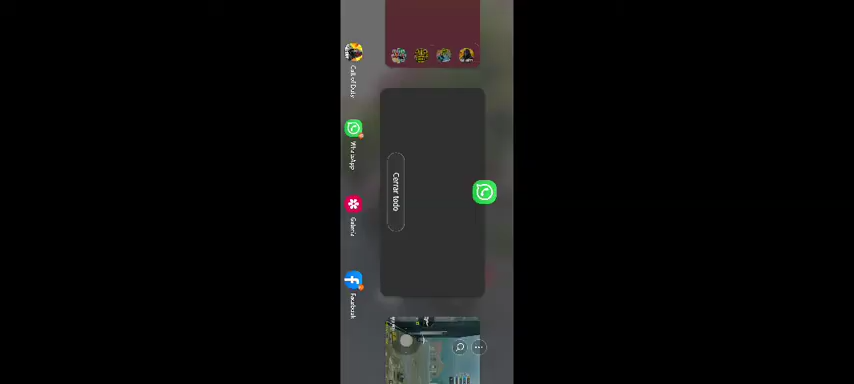 Cerrar todo
Call of Duty
WhatsApp
Galería
Facebook